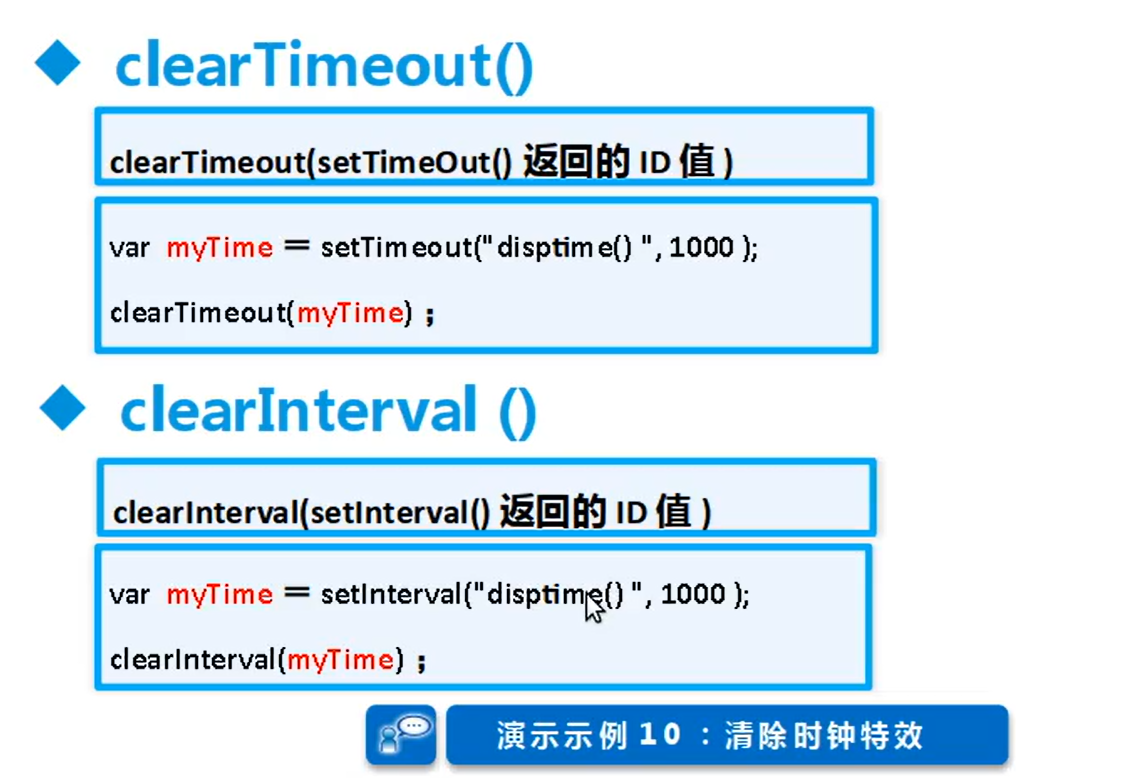 clearTimeout()
clearTimeout(setTimeOut() 返回的 ID 值 )
var myTime = setTimeout("disptime() ", 1000 );
clearTimeout(myTime) ；
clearInterval ()
clearInterval(setInterval() 返回的 ID 值 )
var myTime = setInterval("disptime() ", 1000 );
clearInterval(myTime) ；
演示示例 10 ：清除时钟特效